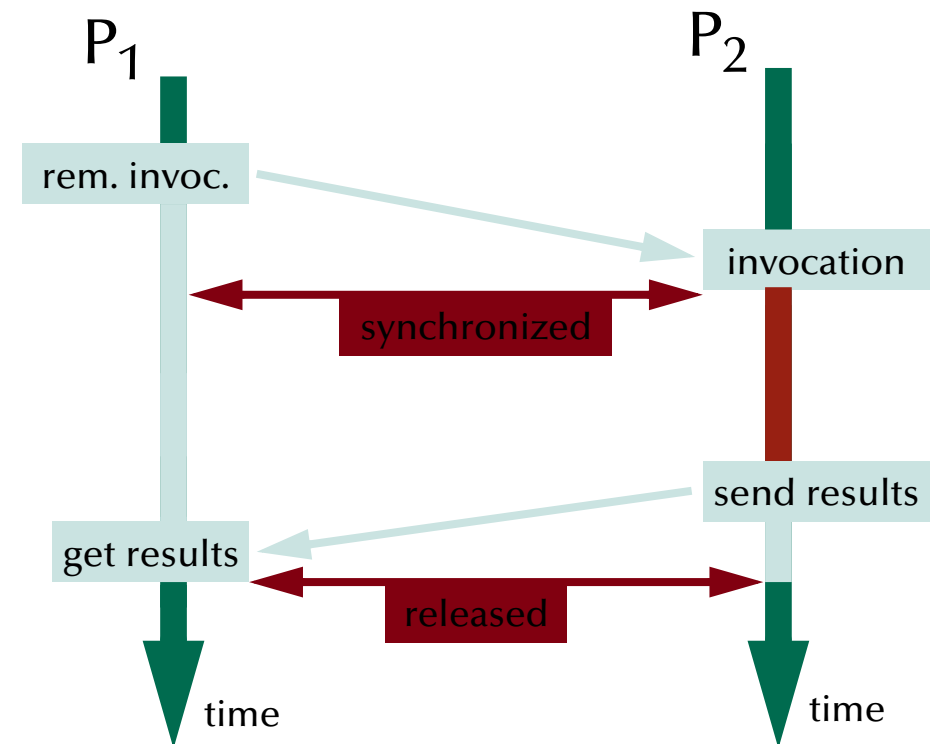 P1
P2
rem. invoc.
invocation
synchronized
send results
get results
released
time
time